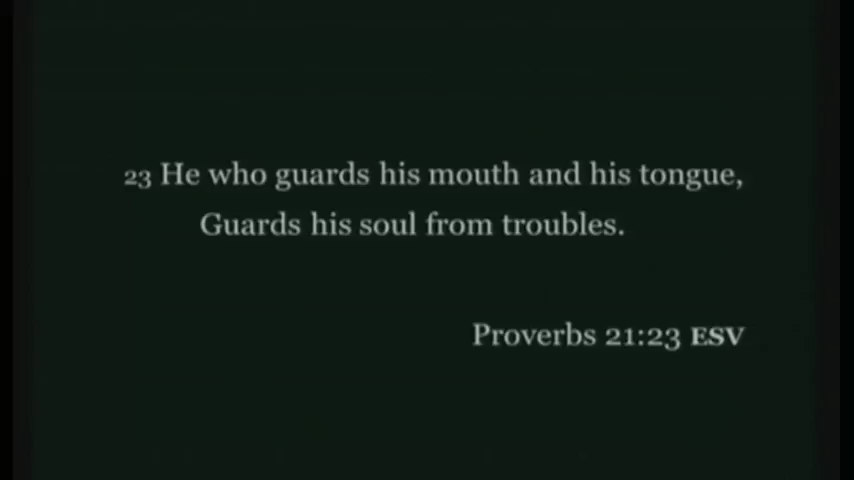 23 He who guards his mouth and his tongue,
Guards his soul from troubles.
Proverbs 21:23 ESV